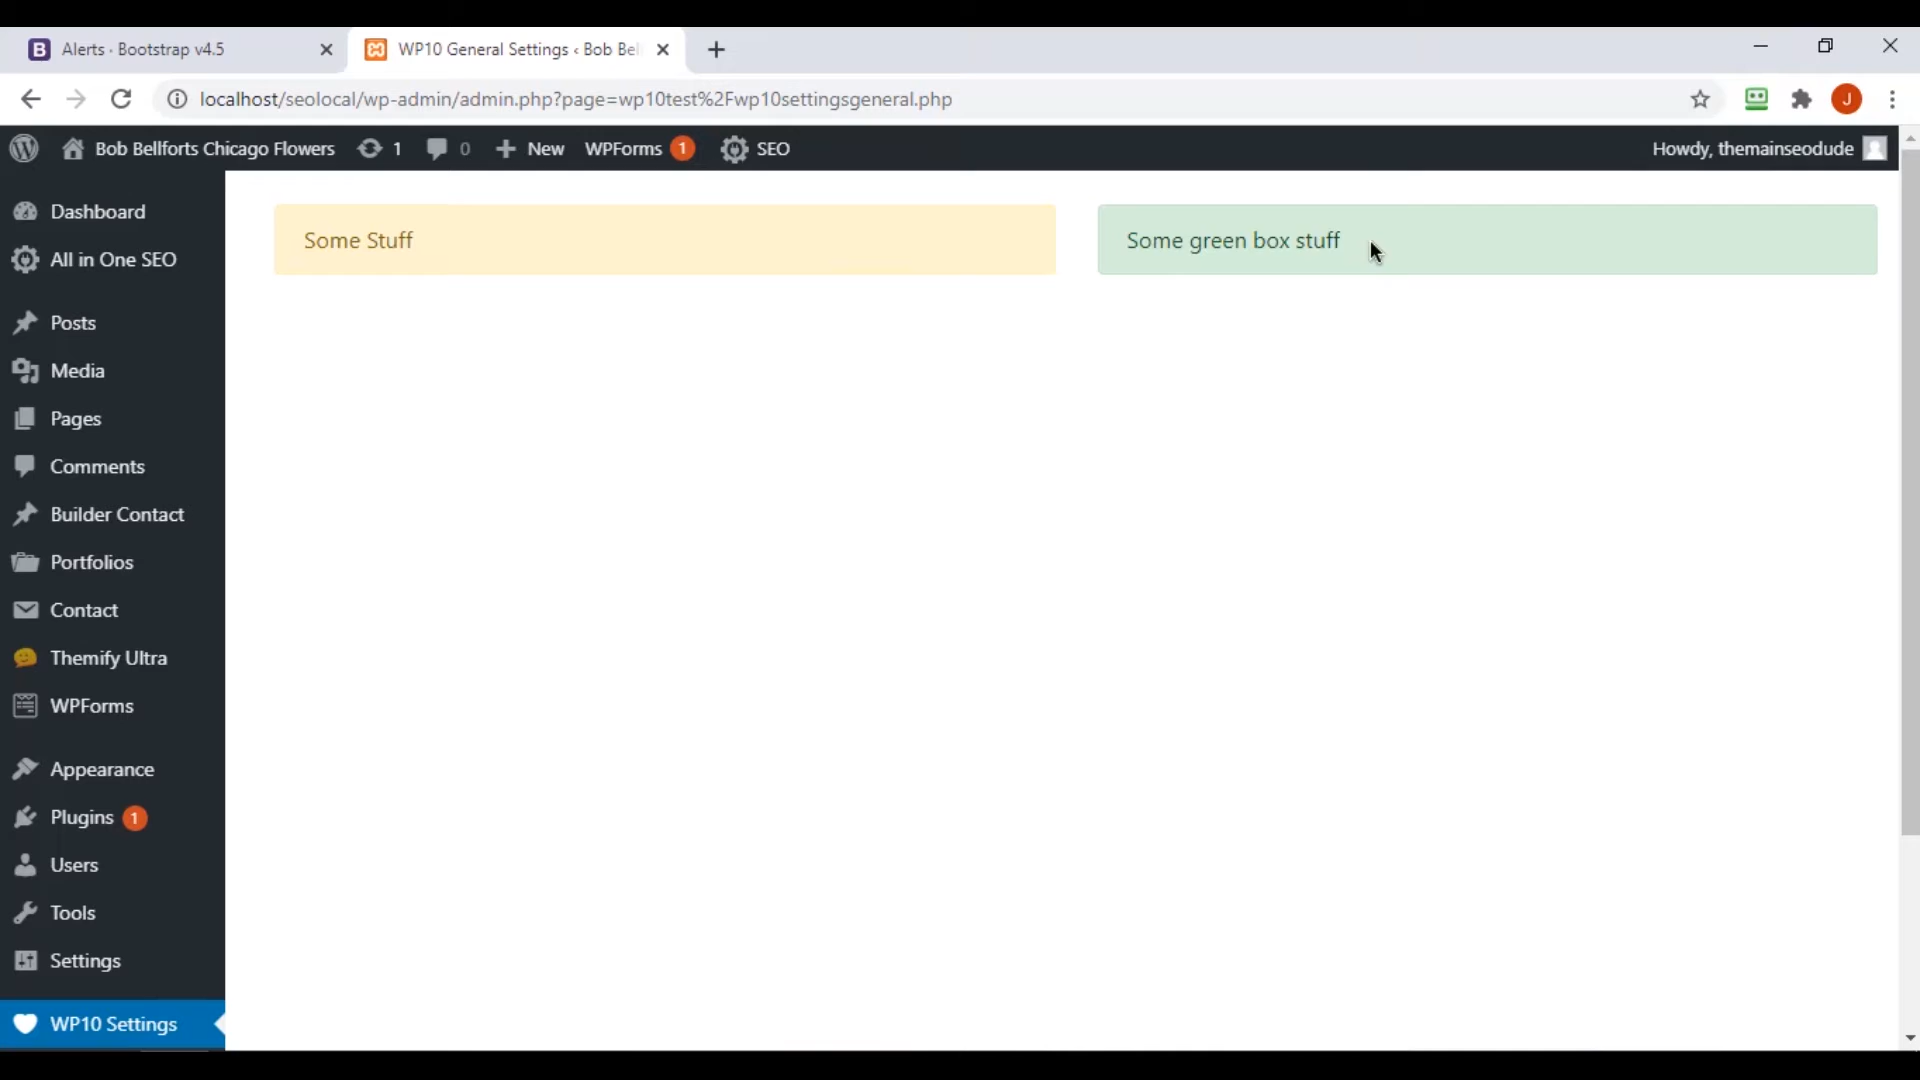 Alerts · Bootstrap v4.5
WP10 General Settings ‹ Bob Bel
localhost/seolocal/wp-admin/admin.php?page=wp10test%2Fwp10settingsgeneral.php
J
Bob Bellforts Chicago Flowers 1 0 New WPForms 1 SEO
Howdy, themainseodude
Dashboard
All in One SEO
Posts
Media
Pages
Comments
Builder Contact
Portfolios
Contact
Themify Ultra
WPForms
Appearance
Plugins 1
Users
Tools
Settings
WP10 Settings
Some Stuff
Some green box stuff